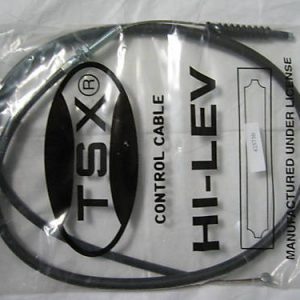 TSX®
CONTROL CABLE
HI-LEV
MANUFACTURED UNDER LICENSE